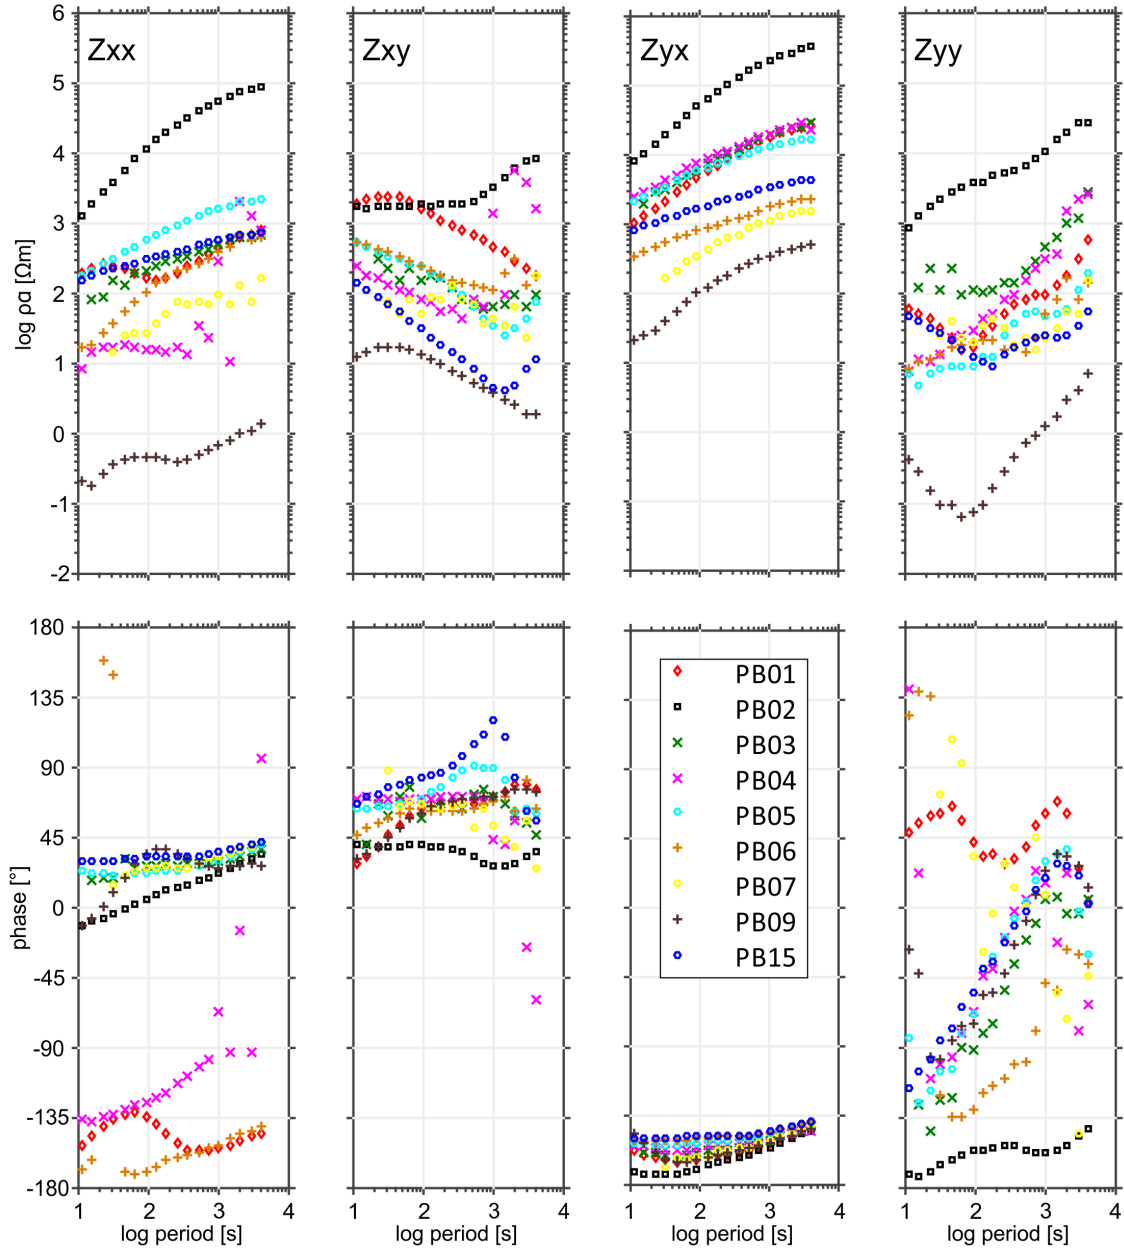 Zxx
Zxy
Zyx
Zyy
6
5
4
3
2
1
0
-1
-2
log ρα [Ωm]
180
135
90
45
0
-45
-90
-135
-180
phase [°]
PB01
PB02
PB03
PB04
PB05
PB06
PB07
PB09
PB15
1 2 3 4
1 2 3 4
1 2 3 4
1 2 3 4
log period [s]
log period [s]
log period [s]
log period [s]